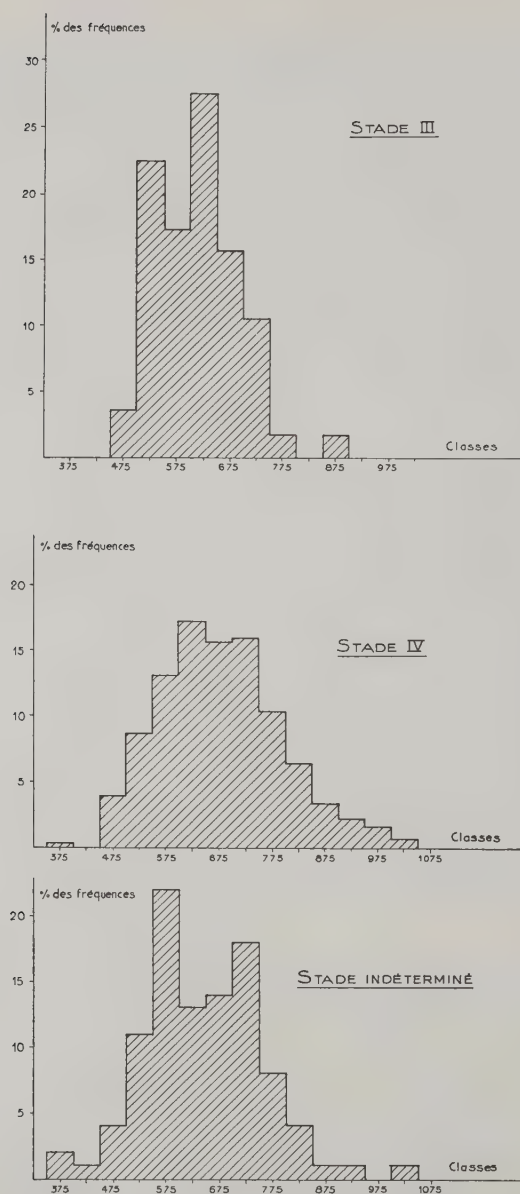 % des fréquences
30
25
20
15
10
5
STADE III
Classes
375 475 575 675 775 875 975
% des fréquences
20
15
10
5
STADE IV
Classes
375 475 575 675 775 875 975 1075
% des fréquences
20
15
10
5
STADE INDÉTERMINÉ
Classes
375 475 575 675 775 875 975 1075